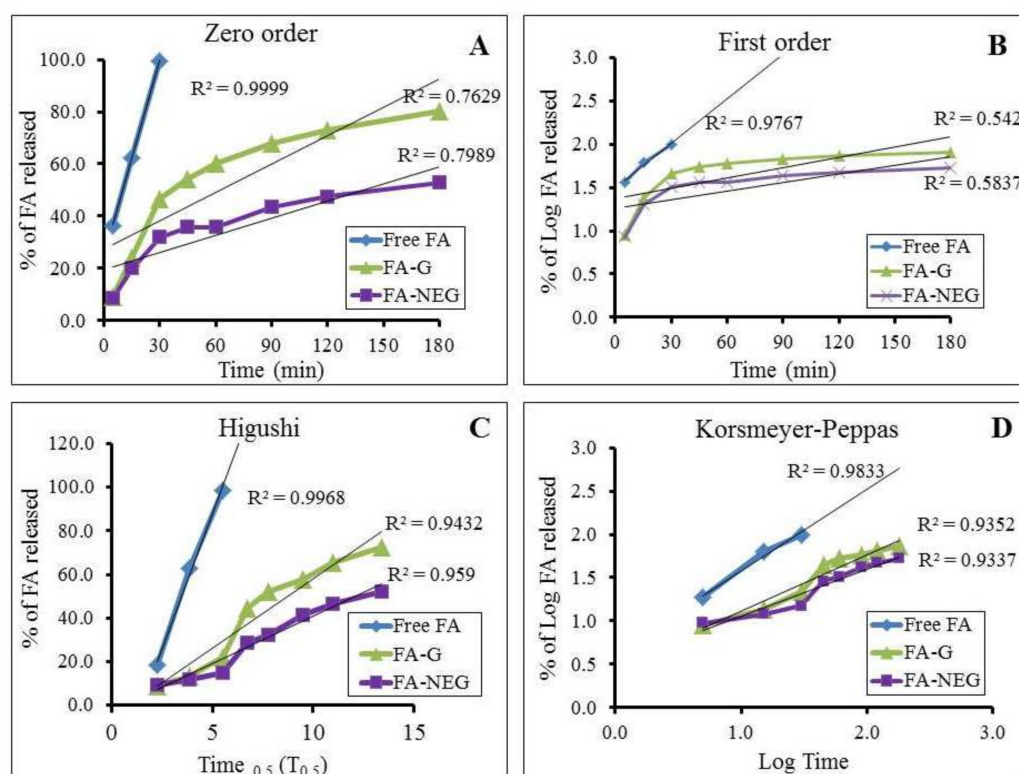 Zero order
A
100.0
80.0
60.0
40.0
20.0
0.0
% of FA released
R² = 0.9999
R² = 0.7629
R² = 0.7989
Free FA
FA-G
FA-NEG
0 30 60 90 120 150 180
Time (min)
First order
B
3.0
2.5
2.0
1.5
1.0
0.5
0.0
% of Log FA released
R² = 0.9767
R² = 0.542
R² = 0.5837
Free FA
FA-G
FA-NEG
0 30 60 90 120 150 180
Time (min)
Higushi
C
120.0
100.0
80.0
60.0
40.0
20.0
0.0
% of FA released
R² = 0.9968
R² = 0.9432
R² = 0.959
Free FA
FA-G
FA-NEG
0 5 10 15
Time 0.5 (T0.5)
Korsmeyer-Peppas
D
3.0
2.5
2.0
1.5
1.0
0.5
0.0
% of Log FA released
R² = 0.9833
R² = 0.9352
R² = 0.9337
Free FA
FA-G
FA-NEG
0.0 1.0 2.0 3.0
Log Time